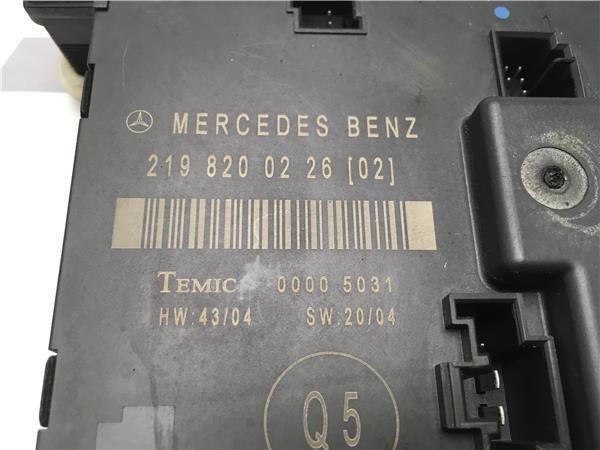 MERCEDES BENZ
219 820 02 26 [02]
TEMIC 0000 5031
HW:43/04 SW:20/04
Q5